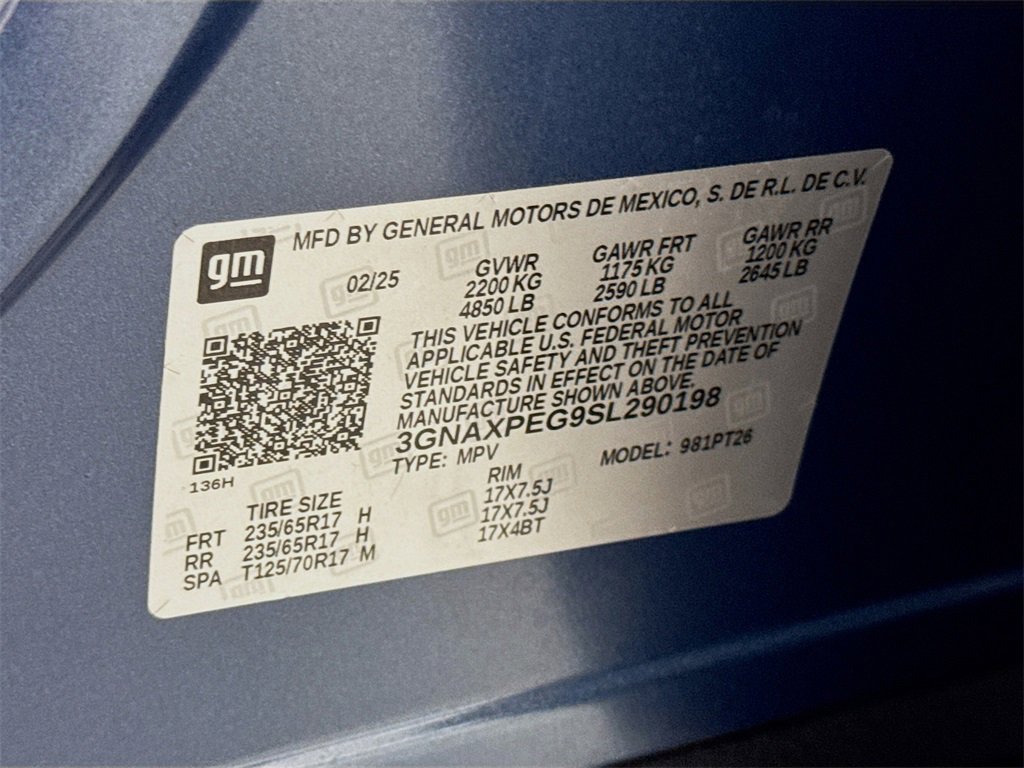 gm
MFD BY GENERAL MOTORS DE MEXICO, S. DE R.L. DE C.V.
02/25 GVWR GAWR FRT GAWR RR
2200 KG 1175 KG 1200 KG
4850 LB 2590 LB 2645 LB
THIS VEHICLE CONFORMS TO ALL
APPLICABLE U.S. FEDERAL MOTOR
VEHICLE SAFETY AND THEFT PREVENTION
STANDARDS IN EFFECT ON THE DATE OF
MANUFACTURE SHOWN ABOVE.
3GNAXPEG9SL290198
TYPE: MPV MODEL: 981PT26
136H
TIRE SIZE RIM
FRT 235/65R17 H 17X7.5J
RR 235/65R17 H 17X7.5J
SPA T125/70R17 M 17X4BT